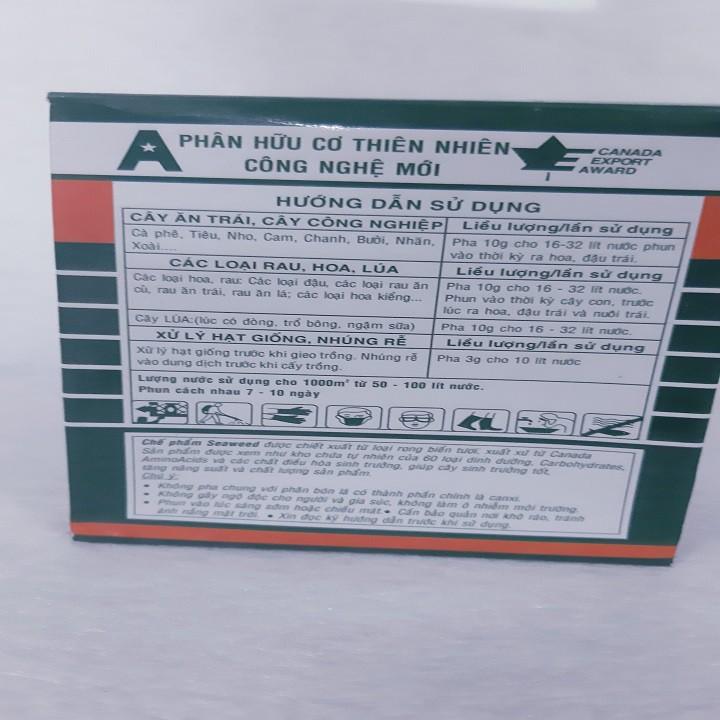 A PHÂN HỮU CƠ THIÊN NHIÊN
CÔNG NGHỆ MỚI
E CANADA
EXPORT
AWARD
HƯỚNG DẪN SỬ DỤNG
CÂY ĂN TRÁI, CÂY CÔNG NGHIỆP
Liều lượng/lần sử dụng
Cà phê, Tiêu, Nho, Cam, Chanh, Bưởi, Nhãn,
Xoài....
Pha 10g cho 16-32 lít nước phun
vào thời kỳ ra hoa, đậu trái.
CÁC LOẠI RAU, HOA, LÚA
Liều lượng/lần sử dụng
Các loại hoa, rau: Các loại đậu, các loại rau ăn
củ, rau ăn trái, rau ăn lá; các loại hoa kiểng...
Pha 10g cho 16 - 32 lít nước.
Phun vào thời kỳ cây con, trước
lúc ra hoa, đậu trái và nuôi trái.
Cây LÚA:(lúc có đòng, trổ bông, ngậm sữa)
Pha 10g cho 16 - 32 lít nước.
XỬ LÝ HẠT GIỐNG, NHÚNG RỄ
Liều lượng/lần sử dụng
Xử lý hạt giống trước khi gieo trồng. Nhúng rễ
vào dung dịch trước khi cấy trồng.
Pha 3g cho 10 lít nước
Lượng nước sử dụng cho 1000m² từ 50 - 100 lít nước.
Phun cách nhau 7 - 10 ngày
Chế phẩm Seaweed được chiết xuất từ loại rong biển tươi, xuất xứ từ Canada
Sản phẩm được xem như kho chứa tự nhiên của 60 loại dinh dưỡng, Carbohydrates,
AminoAcids và các chất điều hòa sinh trưởng, giúp cây sinh trưởng tốt,
tăng năng suất và chất lượng sản phẩm.
Chú ý:
• Không pha chung với phân bón lá có thành phần chính là canxi.
• Không gây ngộ độc cho người và gia súc, không làm ô nhiễm môi trường.
• Phun vào lúc sáng sớm hoặc chiều mát • Cần bảo quản nơi khô ráo, tránh
ánh nắng mặt trời. • Xin đọc kỹ hướng dẫn trước khi sử dụng.